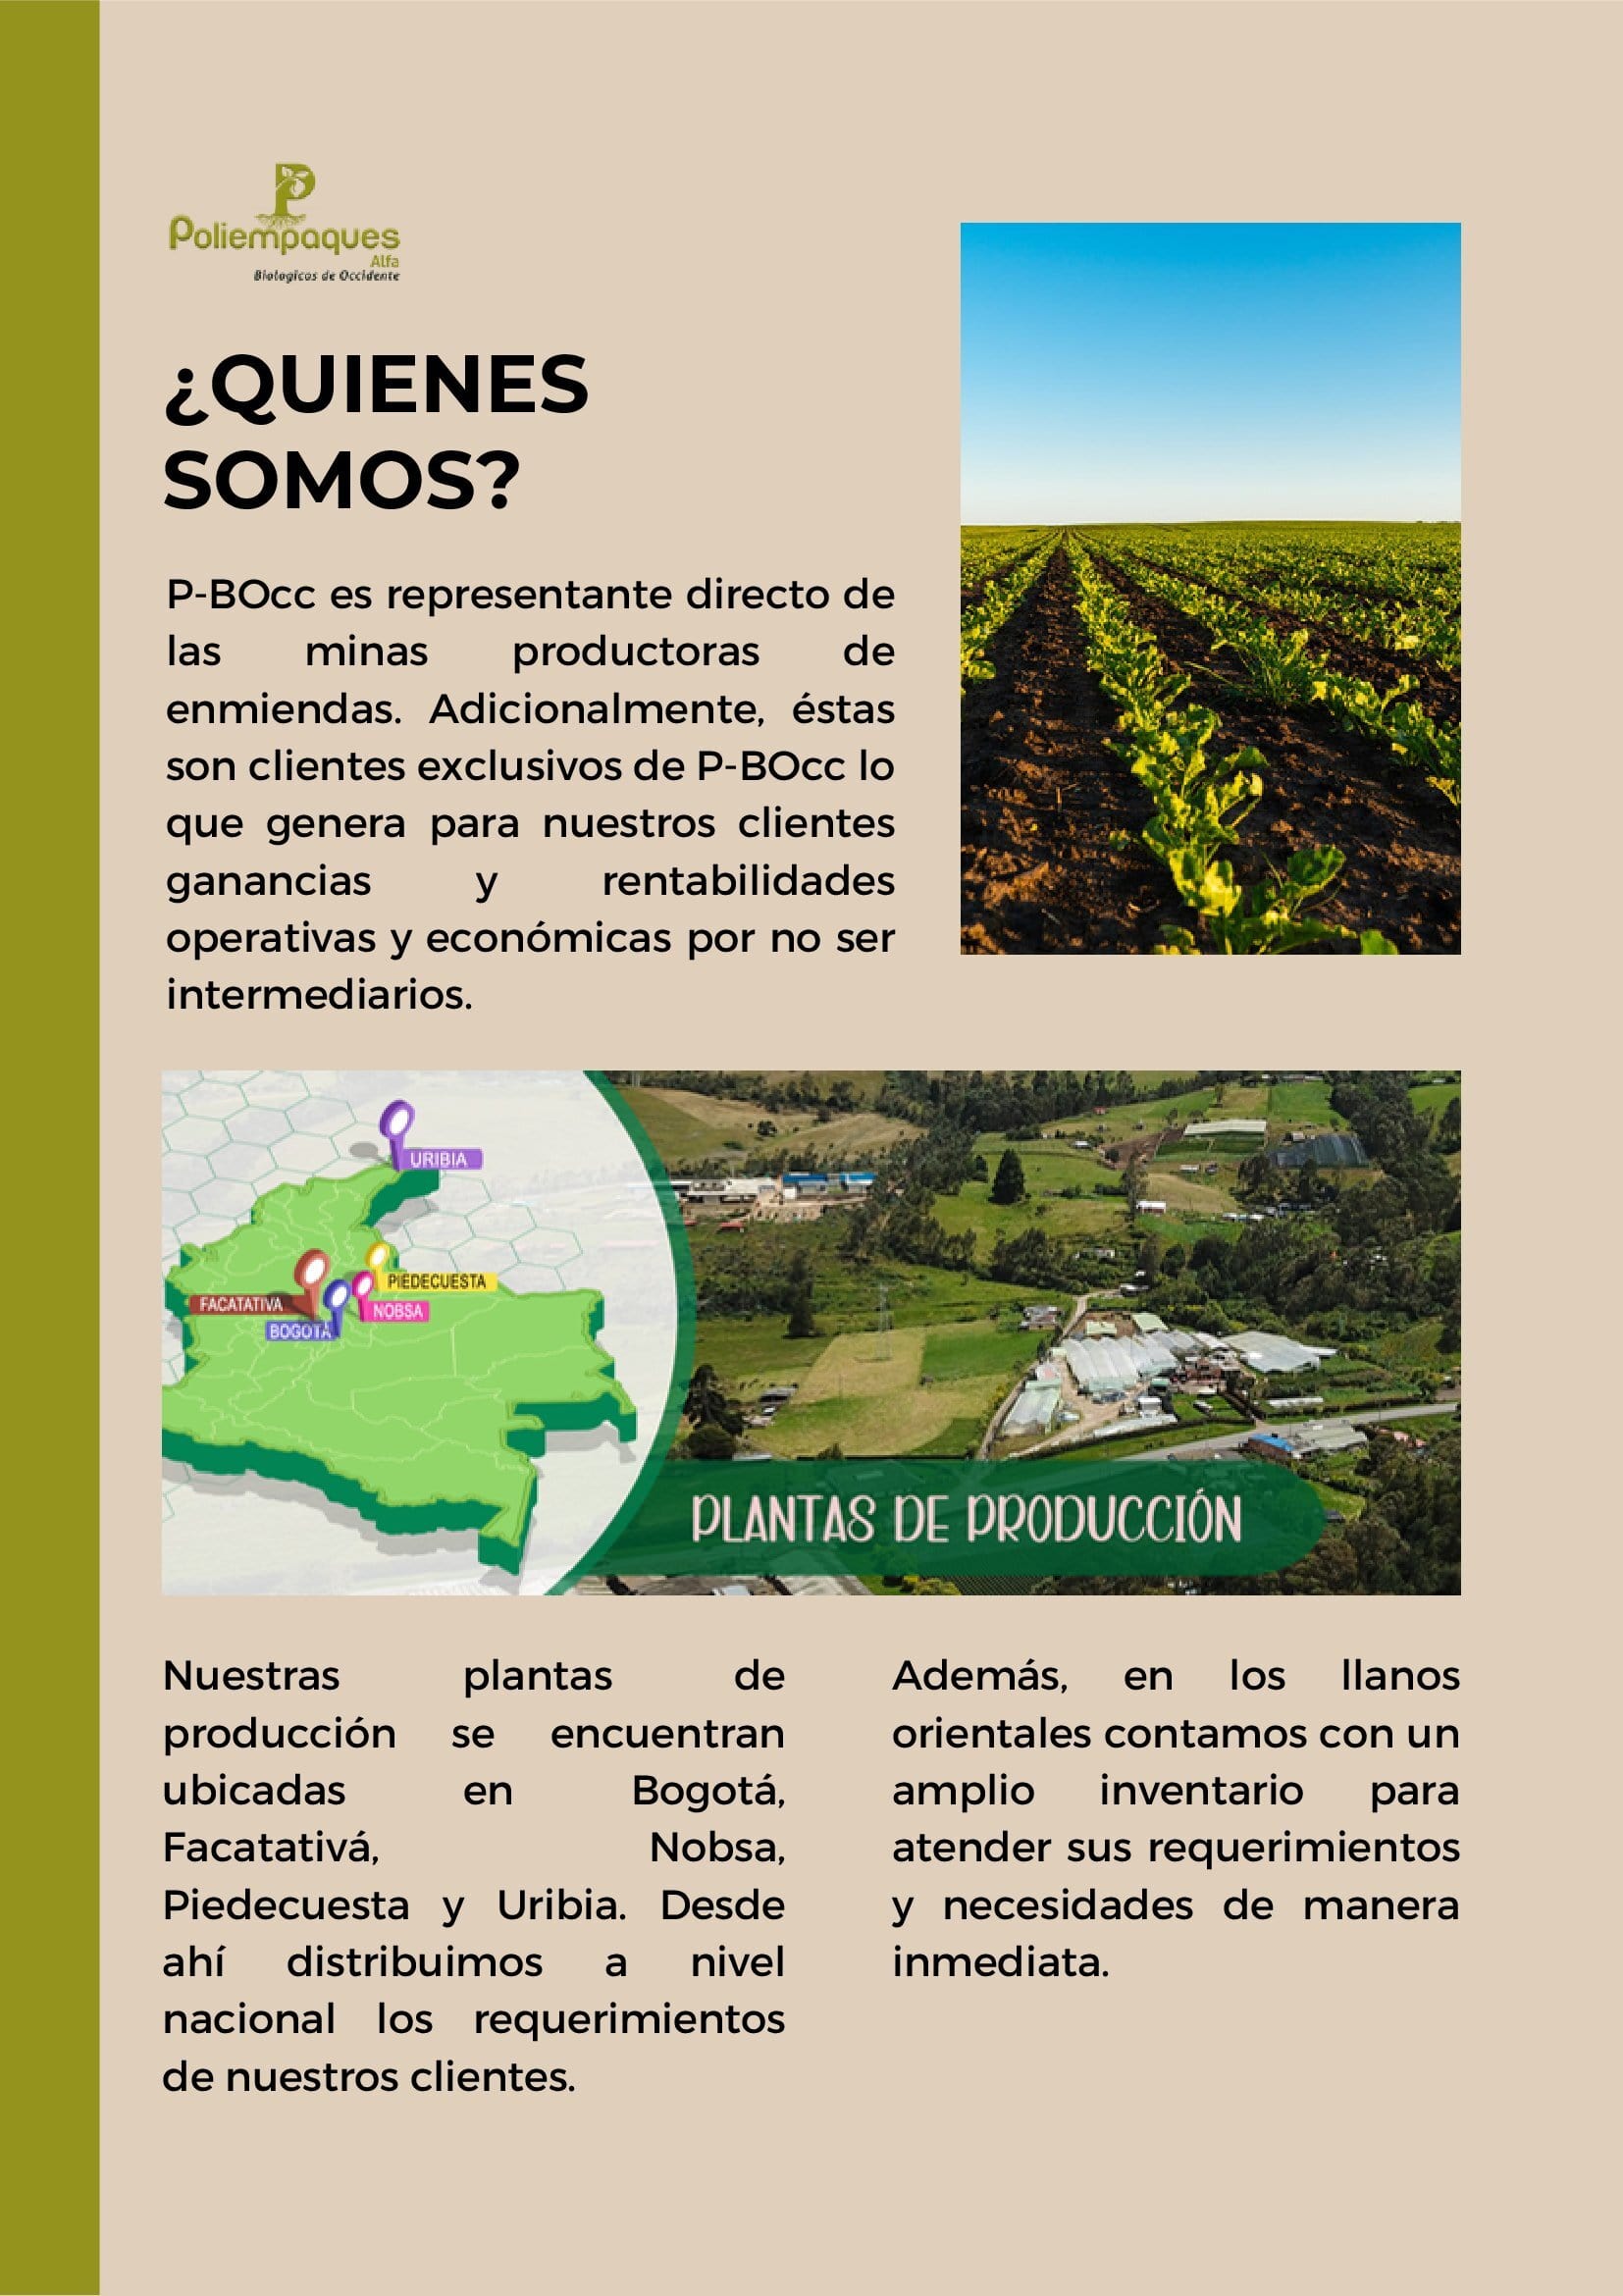 Poliempaques
Alfa
Biologicos de Occidente
¿QUIENES
SOMOS?
P-BOcc es representante directo de
las minas productoras de
enmiendas. Adicionalmente, éstas
son clientes exclusivos de P-BOcc lo
que genera para nuestros clientes
ganancias y rentabilidades
operativas y económicas por no ser
intermediarios.
URIBIA
PIEDECUESTA
FACATATIVA
NOBSA
BOGOTÁ
PLANTAS DE PRODUCCIÓN
Nuestras plantas de
producción se encuentran
ubicadas en Bogotá,
Facatativá, Nobsa,
Piedecuesta y Uribia. Desde
ahí distribuimos a nivel
nacional los requerimientos
de nuestros clientes.
Además, en los llanos
orientales contamos con un
amplio inventario para
atender sus requerimientos
y necesidades de manera
inmediata.